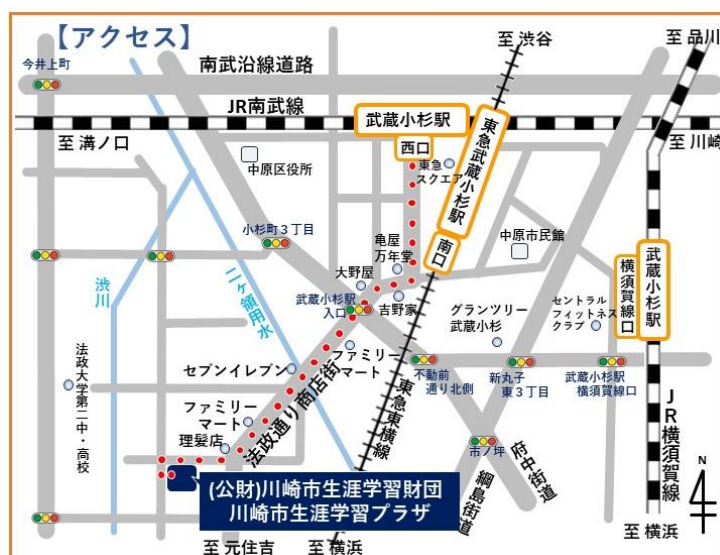 【アクセス】
至 渋谷
至 品川
今井上町
南武沿線道路
JR南武線
武蔵小杉駅
西口
東急武蔵小杉駅
南口
至 溝ノ口
至 川崎
中原区役所
東急
スクエア
小杉町３丁目
中原市民館
亀屋
万年堂
大野屋
武蔵小杉駅
入口
吉野家
グランツリー
武蔵小杉
セントラル
フィットネス
クラブ
横須賀線口
武蔵小杉駅
渋川
二ヶ領用水
ファミリー
マート
セブンイレブン
不動前
通り北側
新丸子
東３丁目
武蔵小杉駅
横須賀線口
法政大学第二中・高校
法政通り商店街
東急東横線
JR横須賀線
ファミリー
マート
理髪店
市ノ坪
府中街道
綱島街道
N
(公財)川崎市生涯学習財団
川崎市生涯学習プラザ
至 元住吉
至 横浜
至 横浜